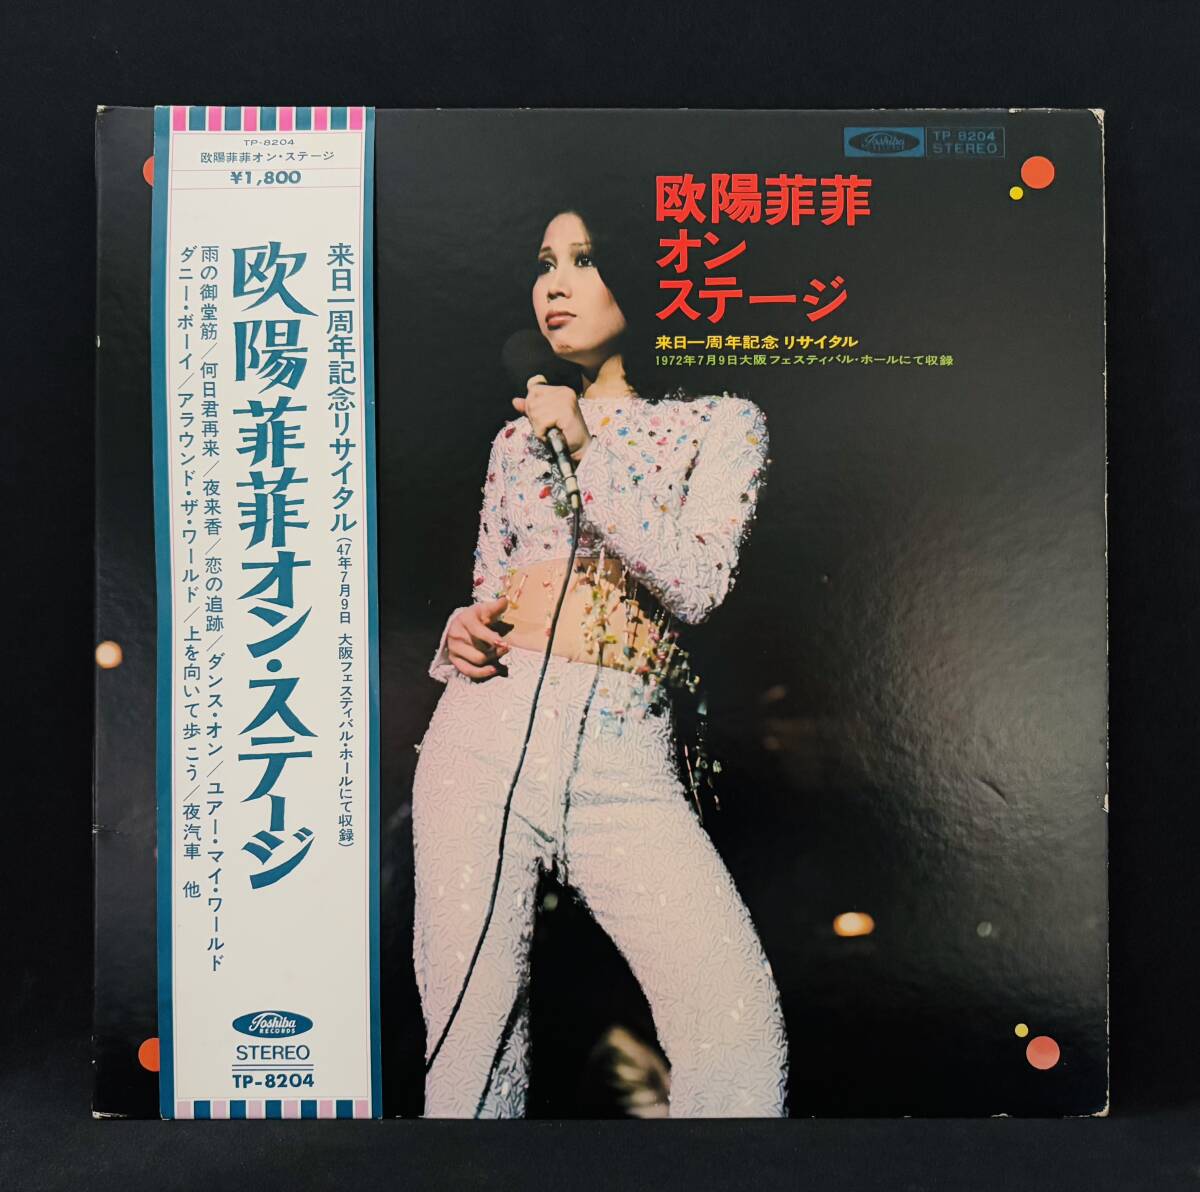 TP-8204
欧陽菲菲オン・ステージ
¥1,800
来日一周年記念リサイタル(47年7月9日 大阪フェスティバル・ホールにて収録)
欧陽菲菲オン・ステージ
雨の御堂筋/何日君再来/夜来香/恋の追跡/ダンス・オン/ユアー・マイ・ワールド
ダニー・ボーイ/アラウンド・ザ・ワールド/上を向いて歩こう/夜汽車 他
Toshiba
RECORDS
STEREO
TP-8204
Toshiba
RECORDS
TP 8204
STEREO
欧陽菲菲
オン
ステージ
来日一周年記念リサイタル
1972年7月9日大阪フェスティバル・ホールにて収録